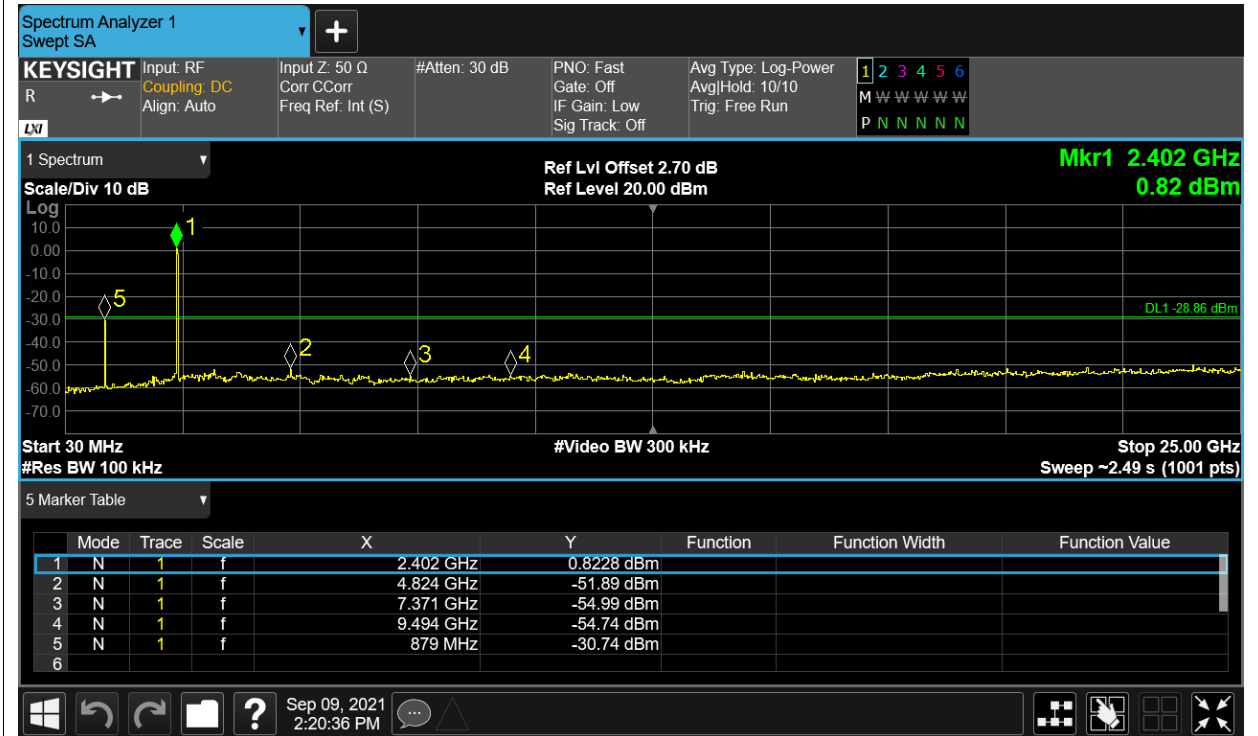 Spectrum Analyzer 1
Swept SA
+
KEYSIGHT Input: RF Input Z: 50 Ω #Atten: 30 dB PNO: Fast Avg Type: Log-Power 1 2 3 4 5 6
R Coupling: DC Corr CCorr Gate: Off Avg|Hold: 10/10 M W W W W W
Align: Auto Freq Ref: Int (S) IF Gain: Low Trig: Free Run
LXI Sig Track: Off P N N N N N
1 Spectrum Ref Lvl Offset 2.70 dB Mkr1 2.402 GHz
Scale/Div 10 dB Ref Level 20.00 dBm 0.82 dBm
Log
10.0 1
0.00
-10.0
-20.0 5
-30.0 DL1 -28.86 dBm
-40.0 2 3 4
-50.0
-60.0
-70.0
Start 30 MHz #Video BW 300 kHz Stop 25.00 GHz
#Res BW 100 kHz Sweep ~2.49 s (1001 pts)
5 Marker Table
Mode Trace Scale X Y Function Function Width Function Value
1 N 1 f 2.402 GHz 0.8228 dBm
2 N 1 f 4.824 GHz -51.89 dBm
3 N 1 f 7.371 GHz -54.99 dBm
4 N 1 f 9.494 GHz -54.74 dBm
5 N 1 f 879 MHz -30.74 dBm
6
? Sep 09, 2021
2:20:36 PM